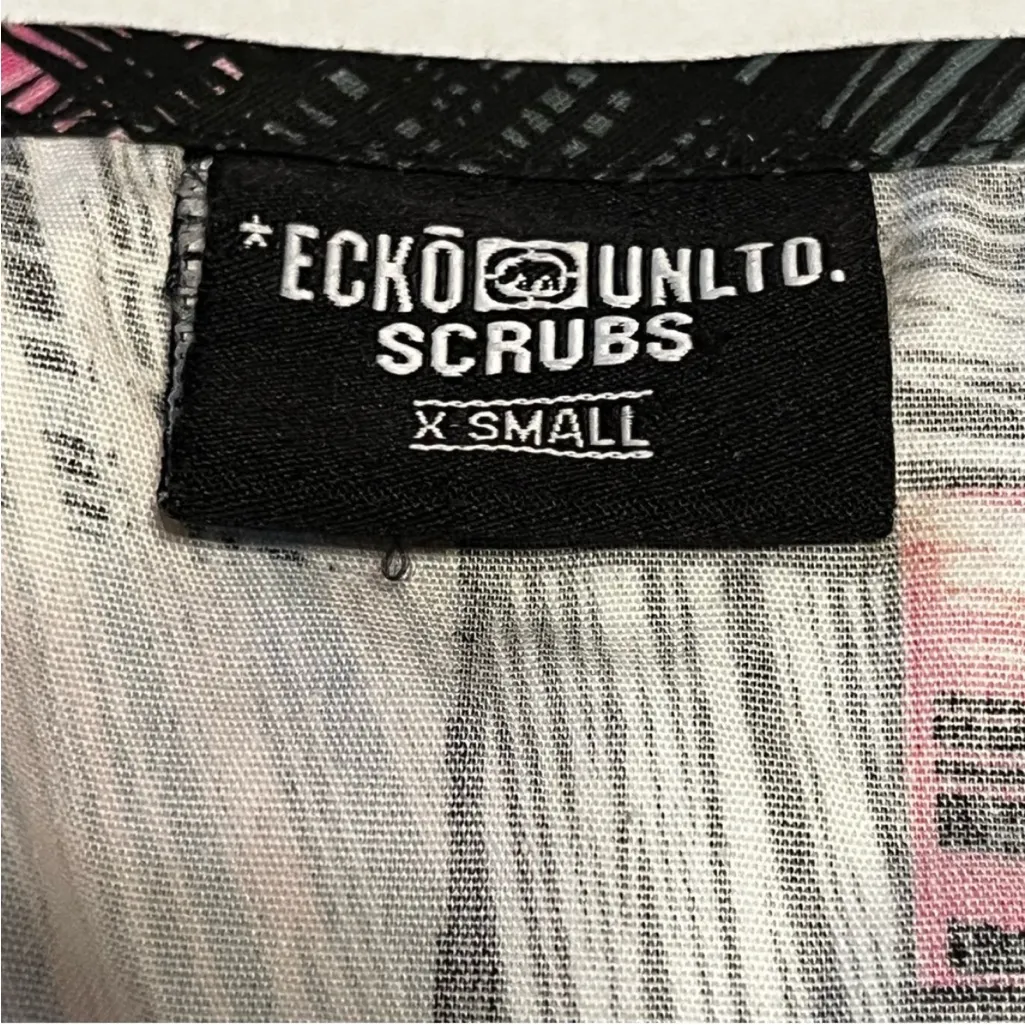 *ECKŌ UNLTD.
SCRUBS
X SMALL